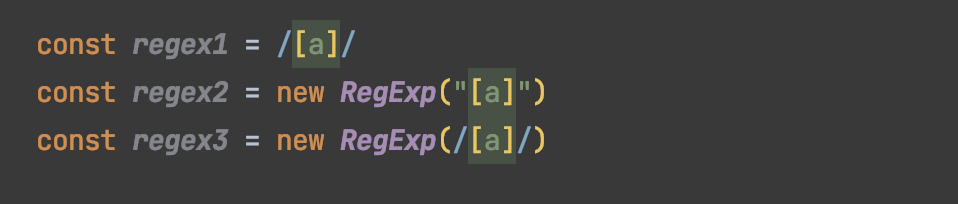 const regex1 = /[a]/
const regex2 = new RegExp("[a]")
const regex3 = new RegExp(/[a]/)